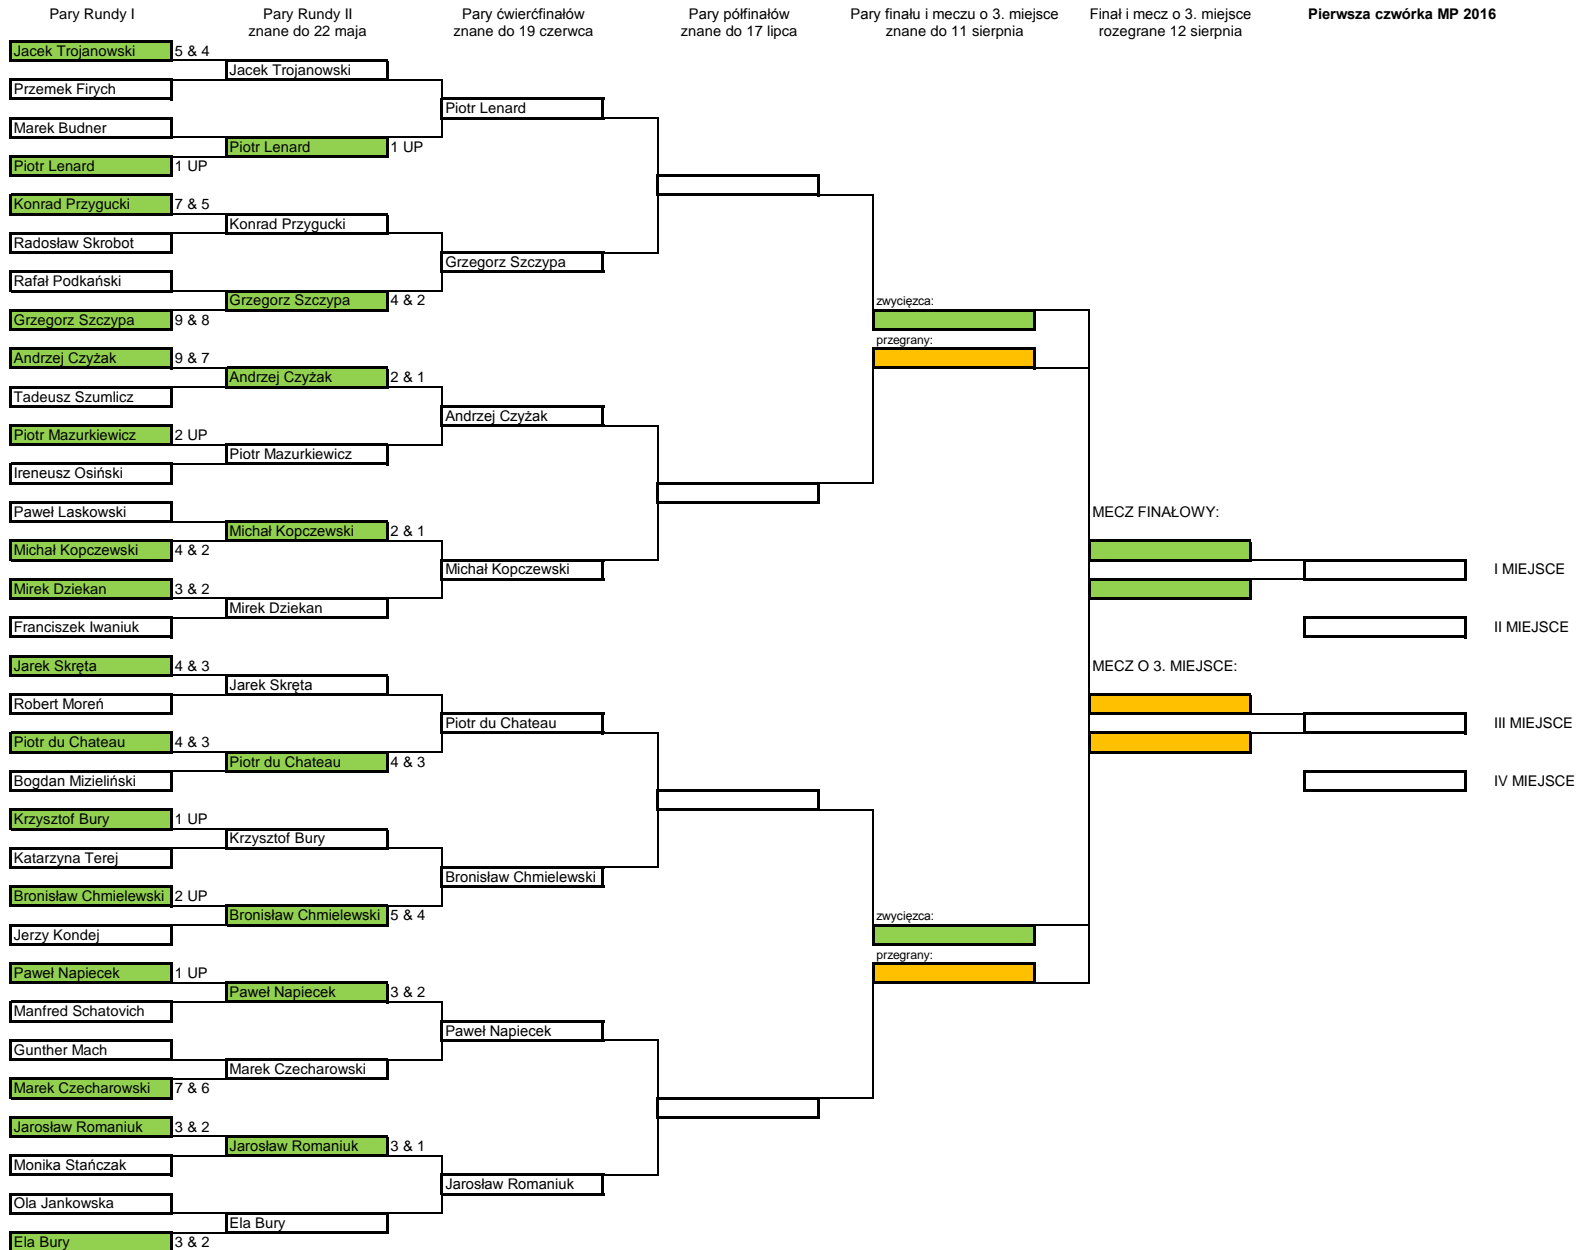 Pary Rundy I
Pary Rundy II
znane do 22 maja
Pary ćwierćfinałów
znane do 19 czerwca
Pary półfinałów
znane do 17 lipca
Pary finału i meczu o 3. miejsce
znane do 11 sierpnia
Finał i mecz o 3. miejsce
rozegrane 12 sierpnia
Pierwsza czwórka MP 2016
Jacek Trojanowski 5 & 4
Jacek Trojanowski
Przemek Firych
Piotr Lenard
Marek Budner
Piotr Lenard 1 UP
Piotr Lenard 1 UP
Konrad Przygucki 7 & 5
Konrad Przygucki
Radosław Skrobot
Grzegorz Szczypa
Rafał Podkański
Grzegorz Szczypa 4 & 2
zwycięzca:
Grzegorz Szczypa 9 & 8
przegrany:
Andrzej Czyżak 9 & 7
Andrzej Czyżak 2 & 1
Tadeusz Szumlicz
Andrzej Czyżak
Piotr Mazurkiewicz 2 UP
Piotr Mazurkiewicz
Ireneusz Osiński
Paweł Laskowski
MECZ FINAŁOWY:
Michał Kopczewski 2 & 1
Michał Kopczewski 4 & 2
Michał Kopczewski
I MIEJSCE
Mirek Dziekan 3 & 2
Mirek Dziekan
Franciszek Iwaniuk
II MIEJSCE
Jarek Skręta 4 & 3
MECZ O 3. MIEJSCE:
Jarek Skręta
Robert Moreń
Piotr du Chateau
III MIEJSCE
Piotr du Chateau 4 & 3
Piotr du Chateau 4 & 3
Bogdan Mizieliński
IV MIEJSCE
Krzysztof Bury 1 UP
Krzysztof Bury
Katarzyna Terej
Bronisław Chmielewski
Bronisław Chmielewski 2 UP
Bronisław Chmielewski 5 & 4
zwycięzca:
Jerzy Kondej
przegrany:
Paweł Napiecek 1 UP
Paweł Napiecek 3 & 2
Manfred Schatovich
Paweł Napiecek
Gunther Mach
Marek Czecharowski
Marek Czecharowski 7 & 6
Jarosław Romaniuk 3 & 2
Jarosław Romaniuk 3 & 1
Monika Stańczak
Jarosław Romaniuk
Ola Jankowska
Ela Bury
Ela Bury 3 & 2